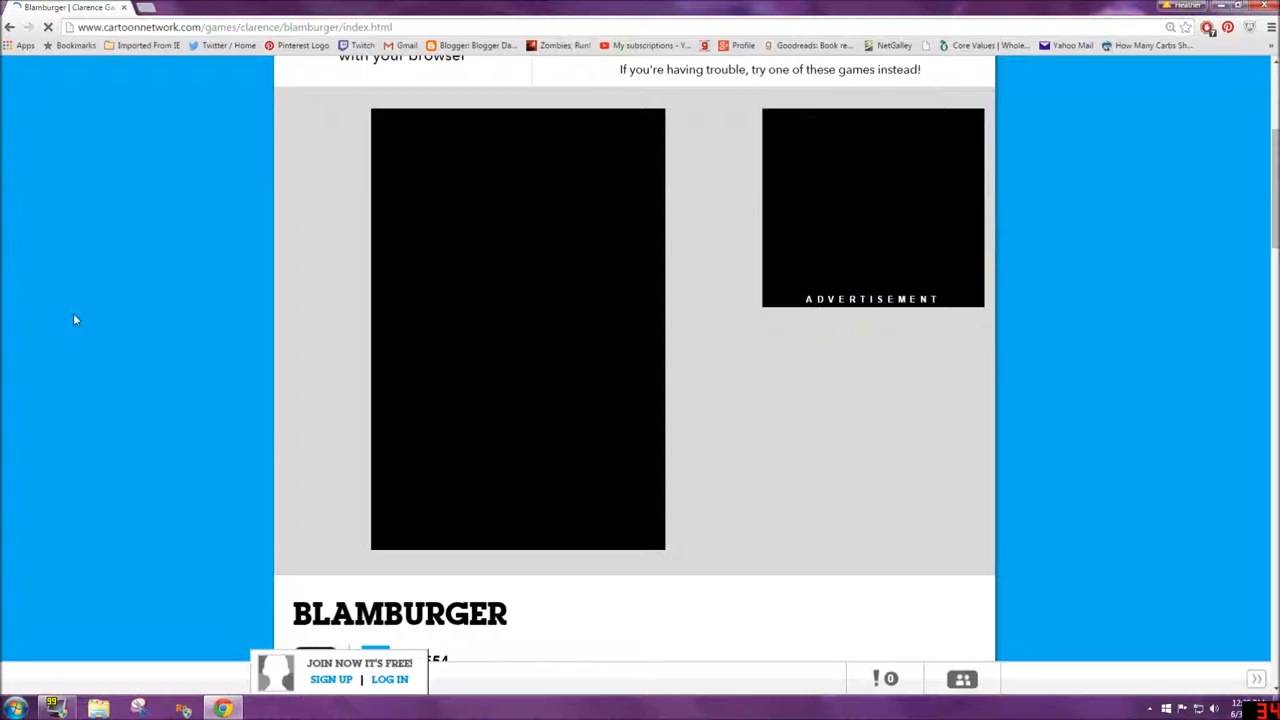 Blamburger | Clarence Ga
Heather
www.cartoonnetwork.com/games/clarence/blamburger/index.html
Apps
Bookmarks
Imported From IE
Twitter / Home
Pinterest Logo
Twitch
Gmail
Blogger: Blogger Da...
Zombies, Run!
My subscriptions - Y...
Profile
Goodreads: Book re...
NetGalley
Core Values | Whole...
Yahoo Mail
How Many Carbs Sh...
with your browser
If you're having trouble, try one of these games instead!
ADVERTISEMENT
BLAMBURGER
JOIN NOW IT'S FREE!
SIGN UP | LOG IN
!0
99
34